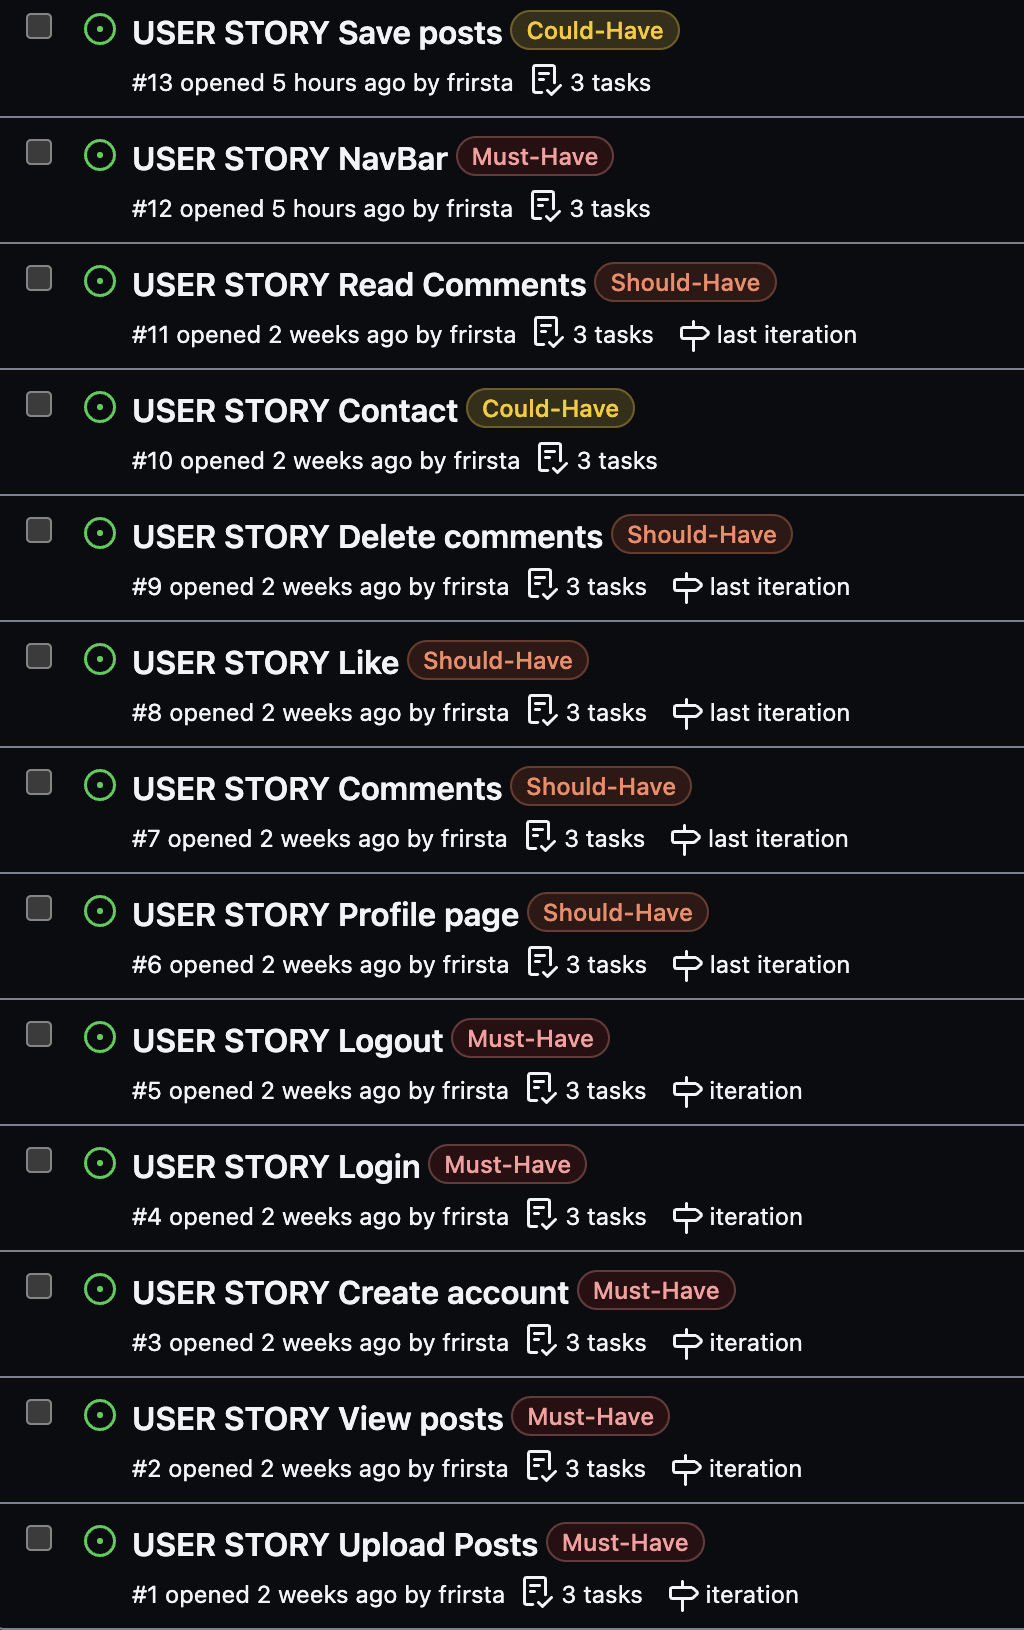 USER STORY Save posts Could-Have
#13 opened 5 hours ago by frirsta 3 tasks
USER STORY NavBar Must-Have
#12 opened 5 hours ago by frirsta 3 tasks
USER STORY Read Comments Should-Have
#11 opened 2 weeks ago by frirsta 3 tasks last iteration
USER STORY Contact Could-Have
#10 opened 2 weeks ago by frirsta 3 tasks
USER STORY Delete comments Should-Have
#9 opened 2 weeks ago by frirsta 3 tasks last iteration
USER STORY Like Should-Have
#8 opened 2 weeks ago by frirsta 3 tasks last iteration
USER STORY Comments Should-Have
#7 opened 2 weeks ago by frirsta 3 tasks last iteration
USER STORY Profile page Should-Have
#6 opened 2 weeks ago by frirsta 3 tasks last iteration
USER STORY Logout Must-Have
#5 opened 2 weeks ago by frirsta 3 tasks iteration
USER STORY Login Must-Have
#4 opened 2 weeks ago by frirsta 3 tasks iteration
USER STORY Create account Must-Have
#3 opened 2 weeks ago by frirsta 3 tasks iteration
USER STORY View posts Must-Have
#2 opened 2 weeks ago by frirsta 3 tasks iteration
USER STORY Upload Posts Must-Have
#1 opened 2 weeks ago by frirsta 3 tasks iteration